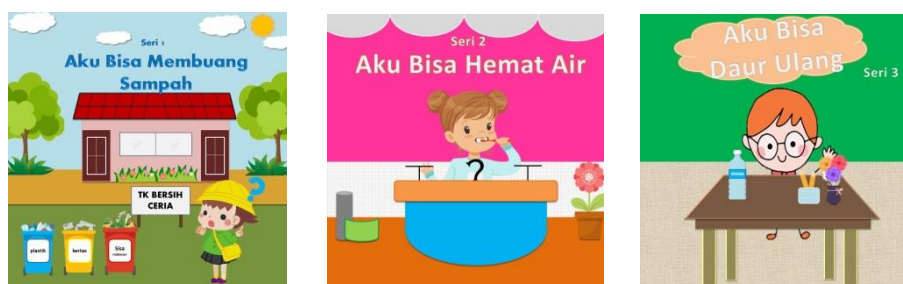 Seri 1
Aku Bisa Membuang
Sampah
TK BERSIH
CERIA
plastik
kertas
Sisa
makanan
Seri 2
Aku Bisa Hemat Air
?
Aku Bisa
Daur Ulang
Seri 3